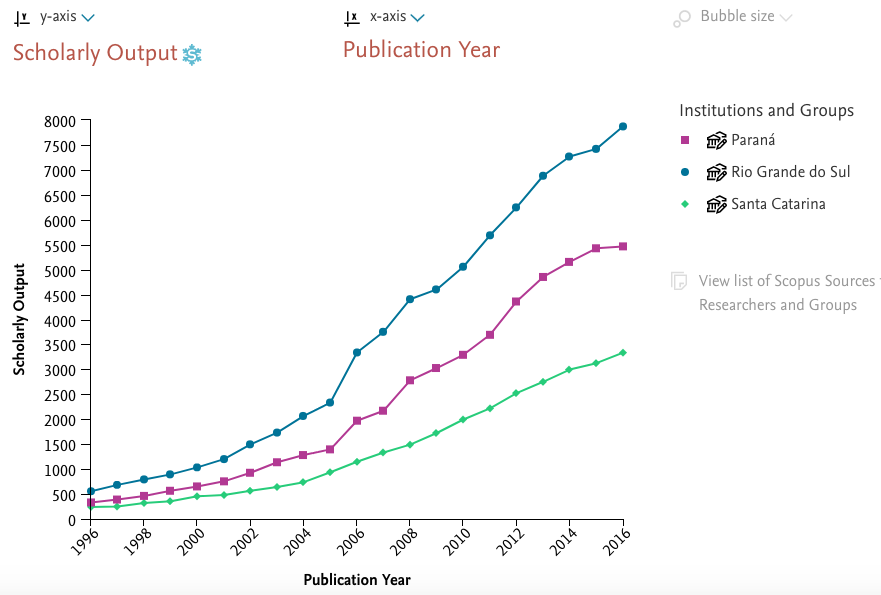 y-axis
x-axis
Bubble size
Scholarly Output
Publication Year
Institutions and Groups
Paraná
Rio Grande do Sul
Santa Catarina
View list of Scopus Sources
Researchers and Groups
Scholarly Output
8000
7500
7000
6500
6000
5500
5000
4500
4000
3500
3000
2500
2000
1500
1000
500
0
1996
1998
2000
2002
2004
2006
2008
2010
2012
2014
2016
Publication Year